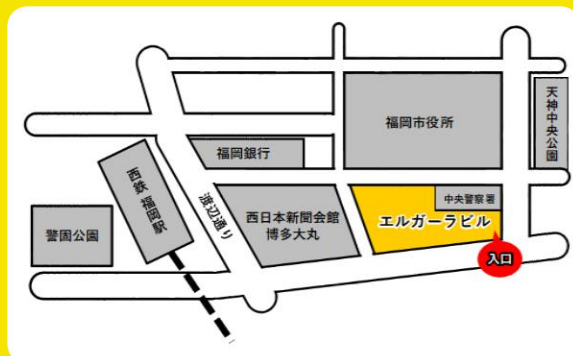 福岡市役所
天神中央公園
福岡銀行
西鉄 福岡駅
渡辺通り
西日本新聞会館
博多大丸
中央警察署
エルガーラビル
警固公園
入口